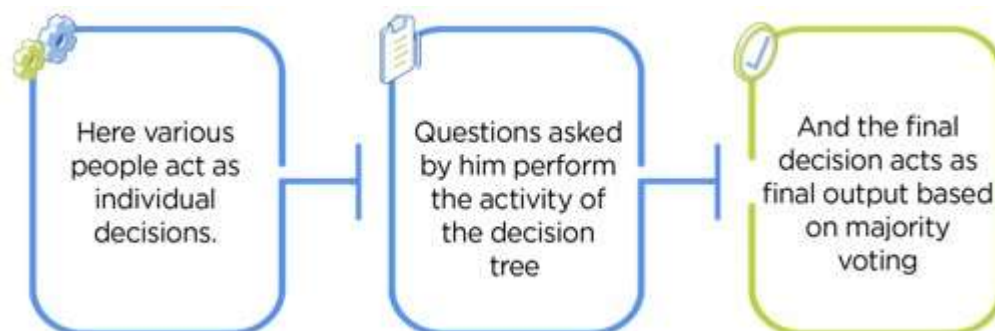 Here various
people act as
individual
decisions.
Questions asked
by him perform
the activity of
the decision
tree
And the final
decision acts as
final output based
on majority
voting